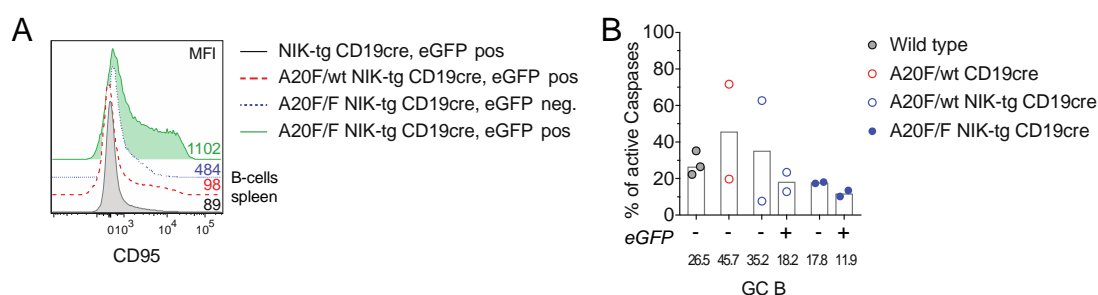 A
MFI
1102
484
98
89
B-cells
spleen
0 10³ 10⁴ 10⁵
CD95
NIK-tg CD19cre, eGFP pos
A20F/wt NIK-tg CD19cre, eGFP pos
A20F/F NIK-tg CD19cre, eGFP neg.
A20F/F NIK-tg CD19cre, eGFP pos
B
% of active Caspases
100
80
60
40
20
0
eGFP - - - + - +
26.5 45.7 35.2 18.2 17.8 11.9
GC B
Wild type
A20F/wt CD19cre
A20F/wt NIK-tg CD19cre
A20F/F NIK-tg CD19cre